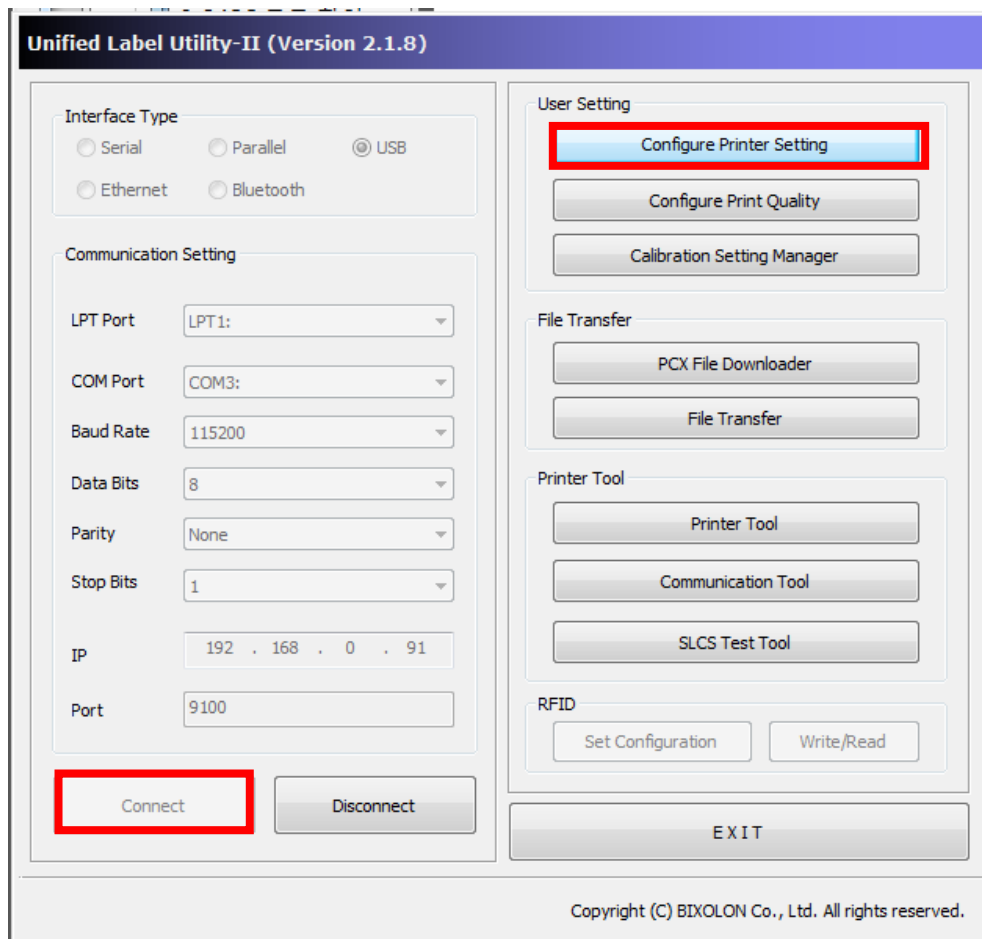 Unified Label Utility-II (Version 2.1.8)
Interface Type
Serial
Parallel
USB
Ethernet
Bluetooth
Communication Setting
LPT Port
LPT1:
COM Port
COM3:
Baud Rate
115200
Data Bits
8
Parity
None
Stop Bits
1
IP
192 . 168 . 0 . 91
Port
9100
Connect
Disconnect
User Setting
Configure Printer Setting
Configure Print Quality
Calibration Setting Manager
File Transfer
PCX File Downloader
File Transfer
Printer Tool
Printer Tool
Communication Tool
SLCS Test Tool
RFID
Set Configuration
Write/Read
EXIT
Copyright (C) BIXOLON Co., Ltd. All rights reserved.